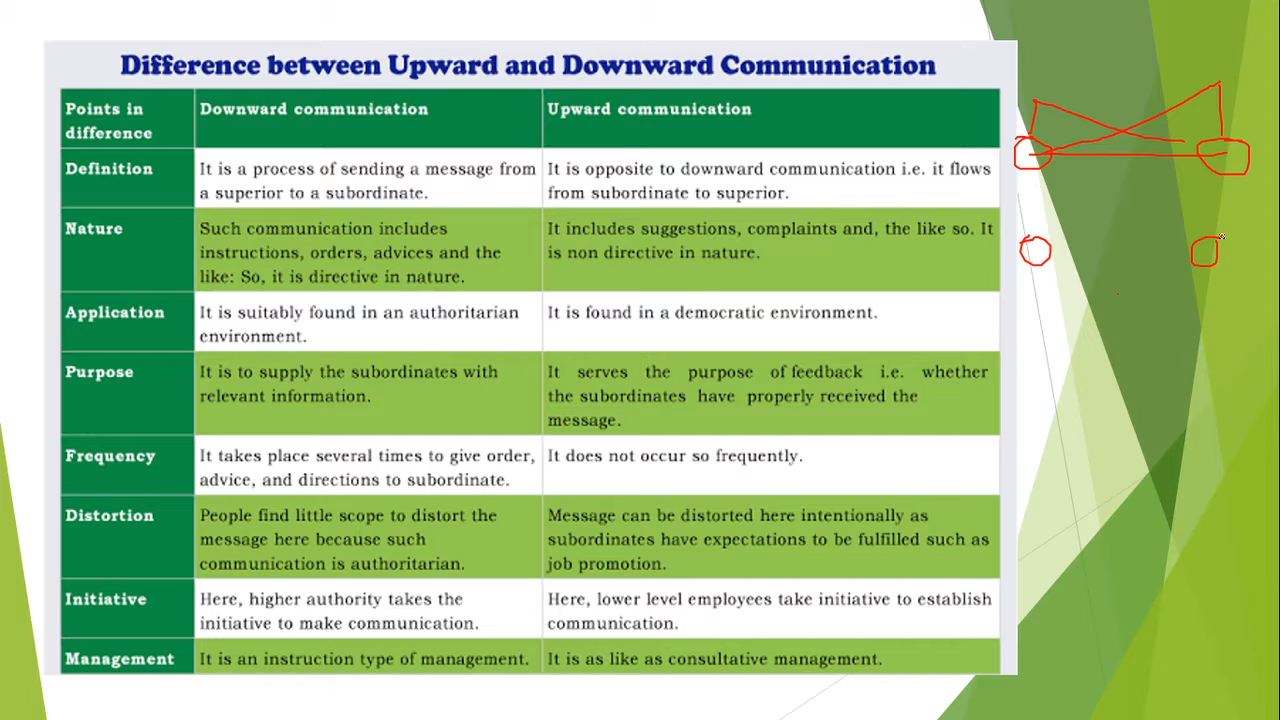 Difference between Upward and Downward Communication
Points in
difference
Downward communication
Upward communication
Definition
It is a process of sending a message from
a superior to a subordinate.
It is opposite to downward communication i.e. it flows
from subordinate to superior.
Nature
Such communication includes
instructions, orders, advices and the
like: So, it is directive in nature.
It includes suggestions, complaints and, the like so. It
is non directive in nature.
Application
It is suitably found in an authoritarian
environment.
It is found in a democratic environment.
Purpose
It is to supply the subordinates with
relevant information.
It serves the purpose of feedback i.e. whether
the subordinates have properly received the
message.
Frequency
It takes place several times to give order,
advice, and directions to subordinate.
It does not occur so frequently.
Distortion
People find little scope to distort the
message here because such
communication is authoritarian.
Message can be distorted here intentionally as
subordinates have expectations to be fulfilled such as
job promotion.
Initiative
Here, higher authority takes the
initiative to make communication.
Here, lower level employees take initiative to establish
communication.
Management
It is an instruction type of management.
It is as like as consultative management.